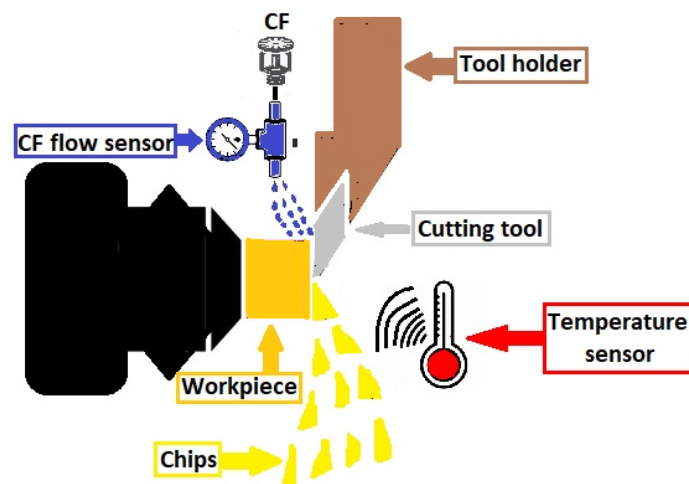 CF
Tool holder
CF flow sensor
Cutting tool
Temperature
sensor
Workpiece
Chips